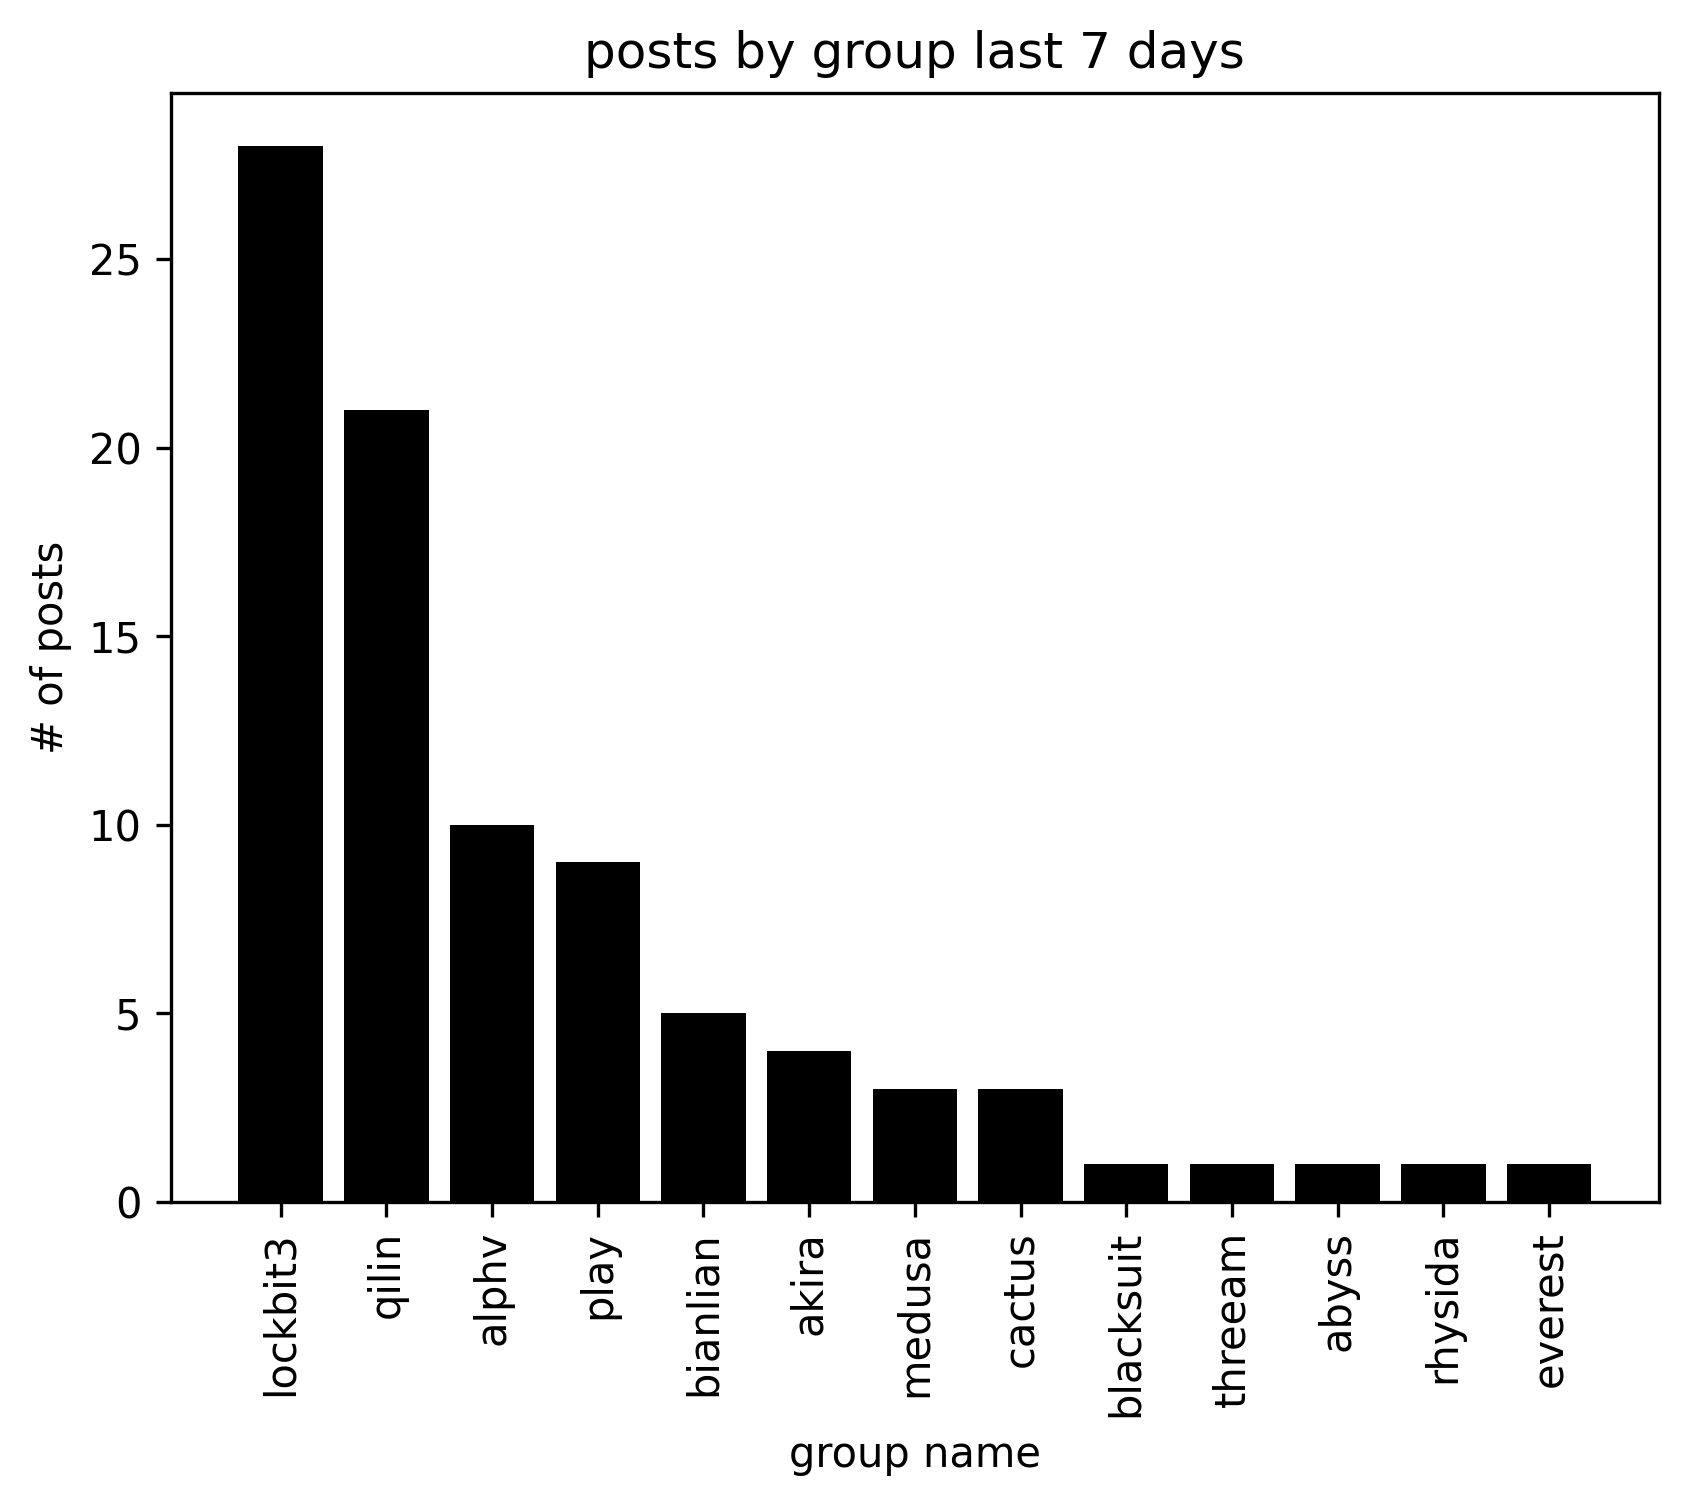 posts by group last 7 days
# of posts
25
20
15
10
5
0
lockbit3
qilin
alphv
play
bianlian
akira
medusa
cactus
blacksuit
threeam
abyss
rhysida
everest
group name